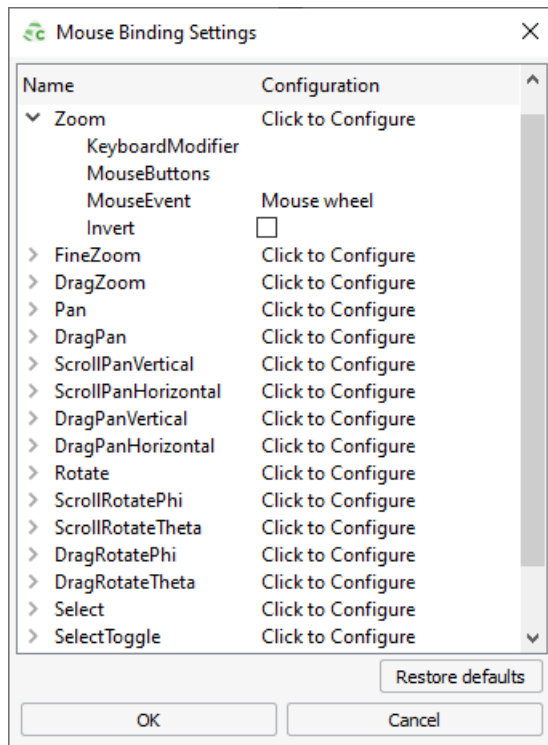 Mouse Binding Settings
Name Configuration
Zoom Click to Configure
KeyboardModifier
MouseButtons
MouseEvent Mouse wheel
Invert
FineZoom Click to Configure
DragZoom Click to Configure
Pan Click to Configure
DragPan Click to Configure
ScrollPanVertical Click to Configure
ScrollPanHorizontal Click to Configure
DragPanVertical Click to Configure
DragPanHorizontal Click to Configure
Rotate Click to Configure
ScrollRotatePhi Click to Configure
ScrollRotateTheta Click to Configure
DragRotatePhi Click to Configure
DragRotateTheta Click to Configure
Select Click to Configure
SelectToggle Click to Configure
Restore defaults
OK Cancel